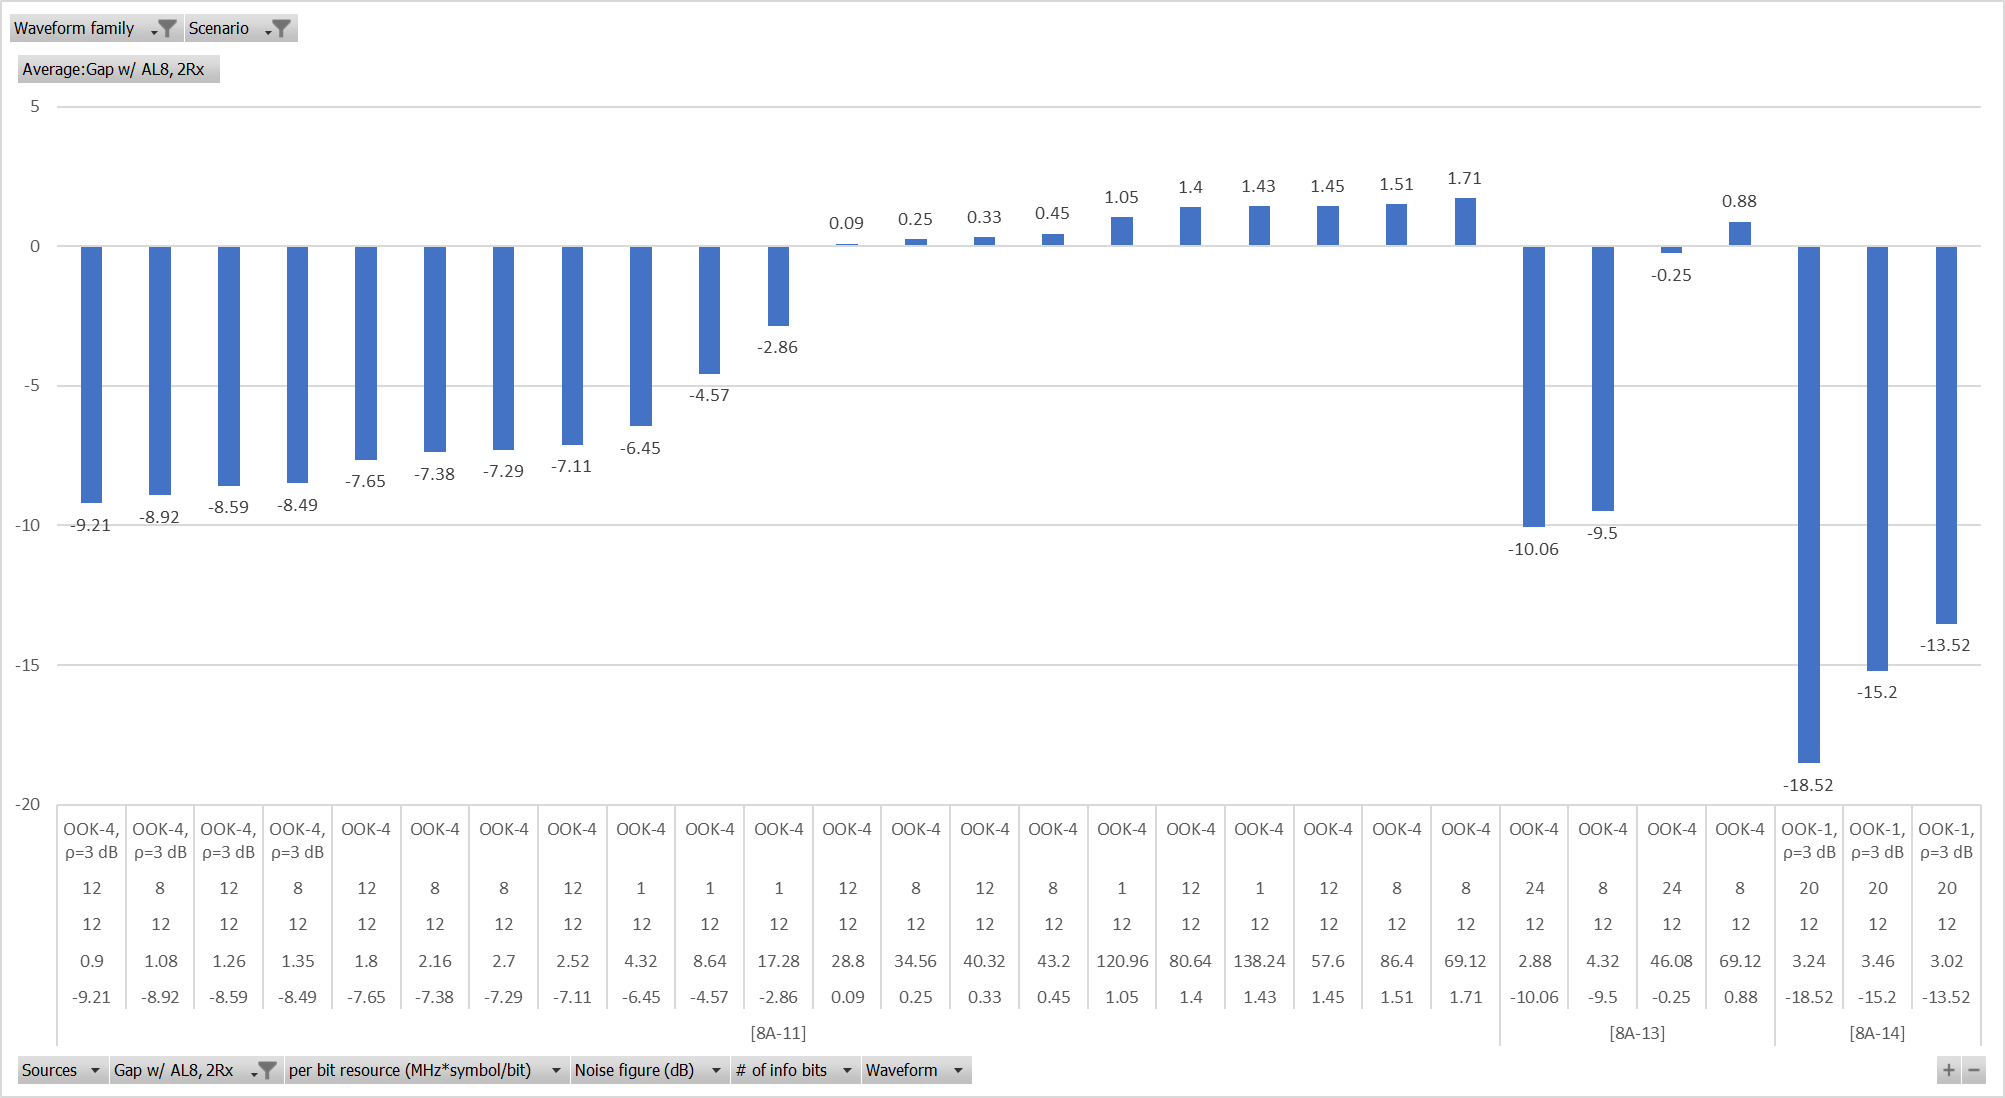 Waveform family Scenario
Average:Gap w/ AL8, 2Rx
5
0
-5
-10
-15
-20
-9.21 -8.92 -8.59 -8.49 -7.65 -7.38 -7.29 -7.11 -6.45 -4.57 -2.86 0.09 0.25 0.33 0.45 1.05 1.4 1.43 1.45 1.51 1.71 -10.06 -9.5 -0.25 0.88 -18.52 -15.2 -13.52
OOK-4, OOK-4, OOK-4, OOK-4, OOK-4 OOK-4 OOK-4 OOK-4 OOK-4 OOK-4 OOK-4 OOK-4 OOK-4 OOK-4 OOK-4 OOK-4 OOK-4 OOK-4 OOK-4 OOK-4 OOK-4 OOK-4 OOK-4 OOK-4 OOK-4 OOK-1, OOK-1, OOK-1,
ρ=3 dB ρ=3 dB ρ=3 dB ρ=3 dB ρ=3 dB ρ=3 dB ρ=3 dB
12 8 12 8 12 8 8 12 1 1 1 12 8 12 8 1 12 1 12 8 8 24 8 24 8 20 20 20
12 12 12 12 12 12 12 12 12 12 12 12 12 12 12 12 12 12 12 12 12 12 12 12 12 12 12 12
0.9 1.08 1.26 1.35 1.8 2.16 2.7 2.52 4.32 8.64 17.28 28.8 34.56 40.32 43.2 120.96 80.64 138.24 57.6 86.4 69.12 2.88 4.32 46.08 69.12 3.24 3.46 3.02
-9.21 -8.92 -8.59 -8.49 -7.65 -7.38 -7.29 -7.11 -6.45 -4.57 -2.86 0.09 0.25 0.33 0.45 1.05 1.4 1.43 1.45 1.51 1.71 -10.06 -9.5 -0.25 0.88 -18.52 -15.2 -13.52
[8A-11] [8A-13] [8A-14]
Sources Gap w/ AL8, 2Rx per bit resource (MHz*symbol/bit) Noise figure (dB) # of info bits Waveform + −